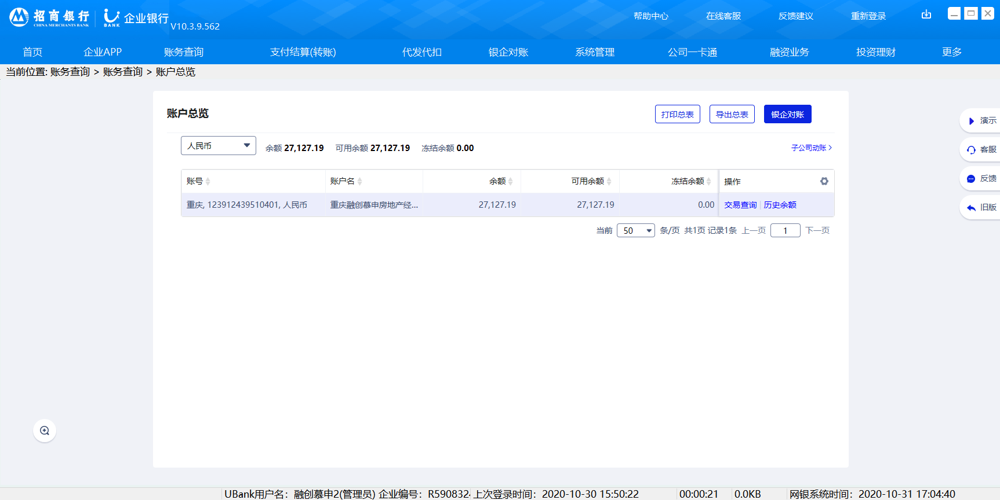 招商银行 企业银行 V10.3.9.562 帮助中心 在线客服 反馈建议 重新登录
CHINA MERCHANTS BANK BANK
首页 企业APP 账务查询 支付结算(转账) 代发代扣 银企对账 系统管理 公司一卡通 融资业务 投资理财 更多
当前位置: 账务查询 > 账务查询 > 账户总览
账户总览 打印总表 导出总表 银企对账
人民币 余额 27,127.19 可用余额 27,127.19 冻结余额 0.00 子公司动账 >
账号 账户名 余额 可用余额 冻结余额 操作
重庆, 123912439510401, 人民币 重庆融创慕申房地产经... 27,127.19 27,127.19 0.00 交易查询 | 历史余额
当前 50 条/页 共1页 记录1条 上一页 1 下一页
演示
客服
反馈
旧版
UBank用户名：融创慕申2(管理员) 企业编号：R590832 上次登录时间：2020-10-30 15:50:22 00:00:21 0.0KB 网银系统时间：2020-10-31 17:04:40